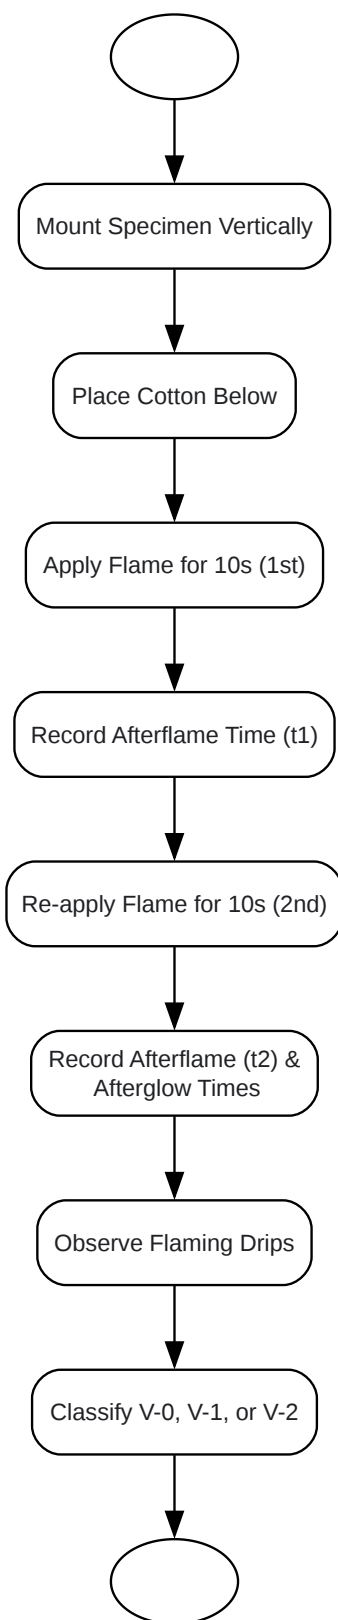 Mount Specimen Vertically
Place Cotton Below
Apply Flame for 10s (1st)
Record Afterflame Time (t1)
Re-apply Flame for 10s (2nd)
Record Afterflame (t2) &
Afterglow Times
Observe Flaming Drips
Classify V-0, V-1, or V-2